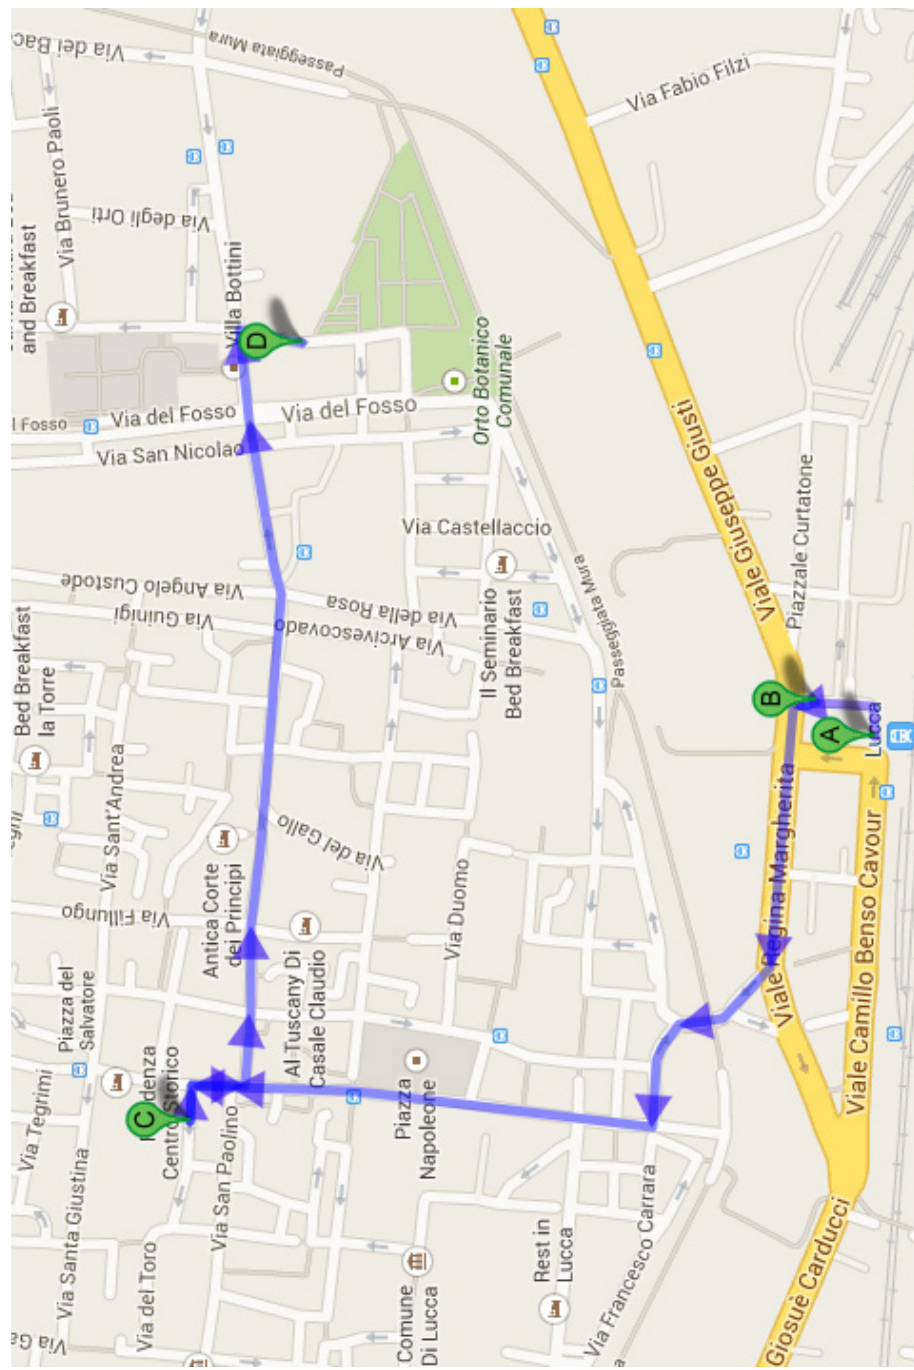 Via Ga
Via Santa Giustina
Via Tegrimi
Via del Toro
Piazza del
Salvatore
Centro Storico
C
Via San Paolino
Via Sant'Andrea
Via Fillungo
Bed Breakfast
la Torre
Antica Corte
dei Principi
Via del Gallo
Al Tuscany Di
Casale Claudio
Via Guinigi
Via Angelo Custode
Via Arcivescovado
Via della Rosa
l Fosso
Via San Nicolao
Via del Fosso
Via del Fosso
and Breakfast
Via Brunero Paoli
Via degli Orti
Via dei Bac
Villa Bottini
D
Passeggiata Mura
Comune
Di Lucca
Piazza
Napoleone
Via Duomo
Via Castellaccio
Il Seminario
Bed Breakfast
Orto Botanico
Comunale
Rest in
Lucca
Via Francesco Carrara
Passeggiata Mura
Via Fabio Filzi
Viale Giuseppe Giusti
Piazzale Curtatone
Viale Regina Margherita
B
A
Lucca
Viale Camillo Benso Cavour
Giosuè Carducci